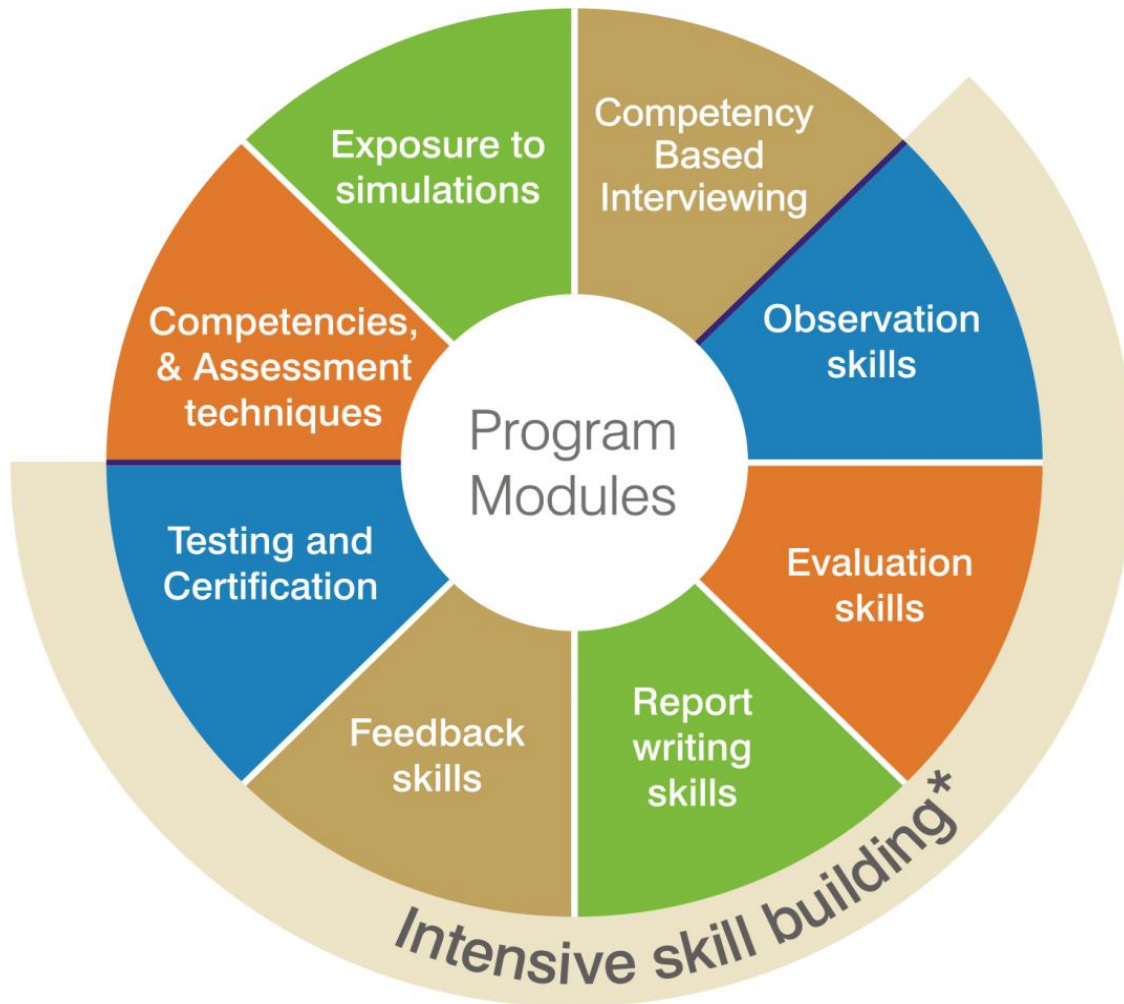 Exposure to
simulations
Competency
Based
Interviewing
Observation
skills
Evaluation
skills
Report
writing
skills
Feedback
skills
Testing and
Certification
Competencies,
& Assessment
techniques
Program
Modules
Intensive skill building*